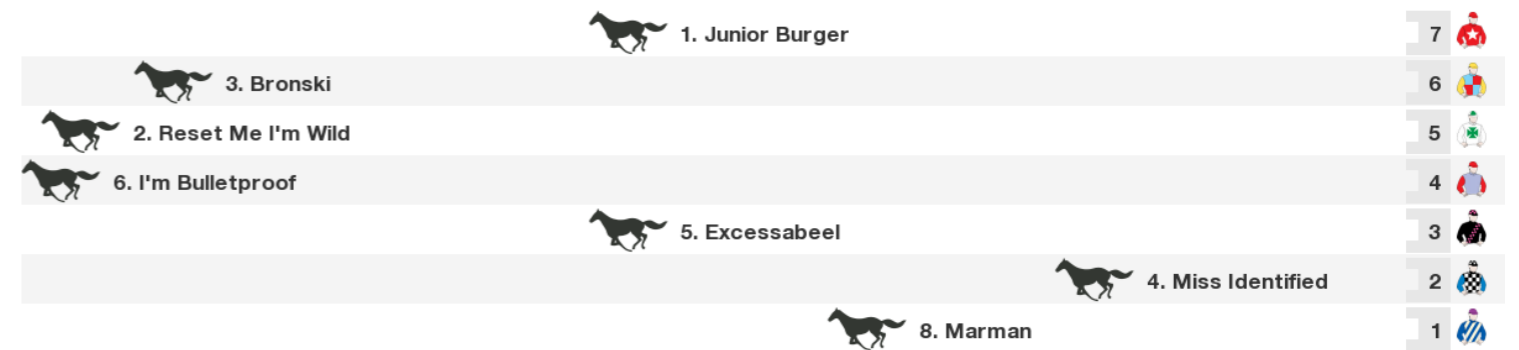 1. Junior Burger 7
3. Bronski 6
2. Reset Me I'm Wild 5
6. I'm Bulletproof 4
5. Excessabeel 3
4. Miss Identified 2
8. Marman 1